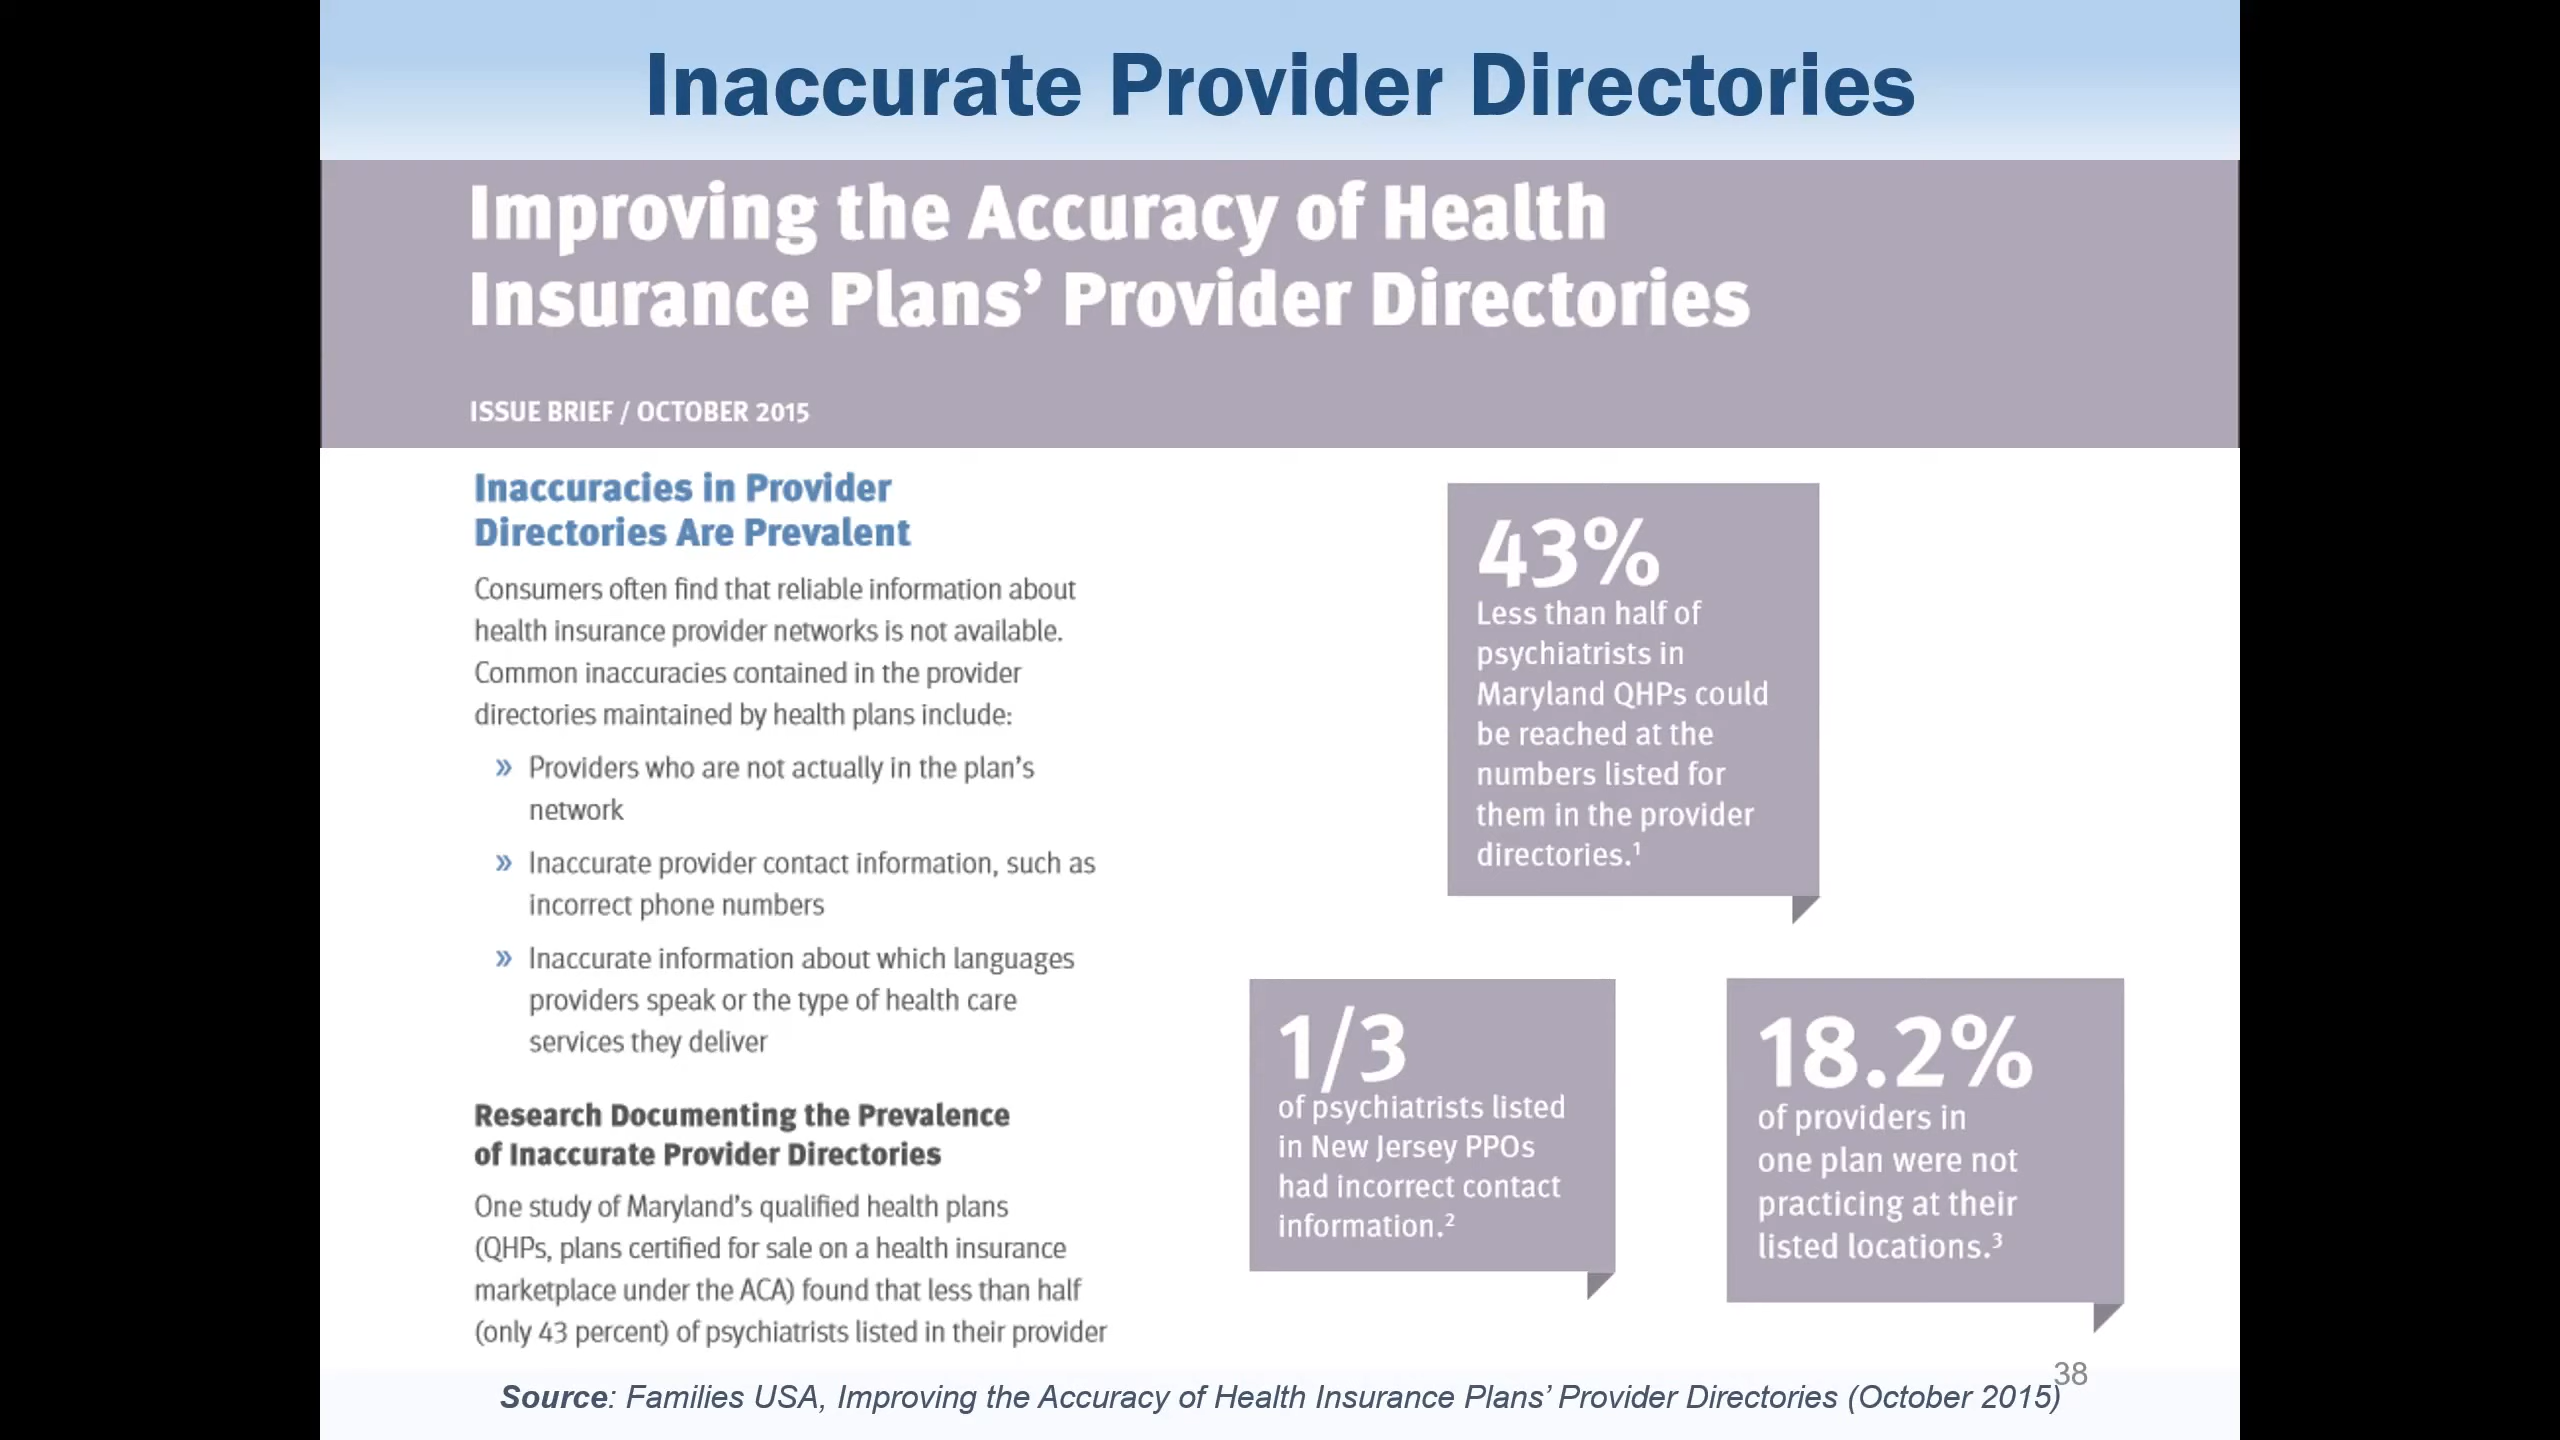 Inaccurate Provider Directories
Improving the Accuracy of Health
Insurance Plans’ Provider Directories
ISSUE BRIEF / OCTOBER 2015
Inaccuracies in Provider
Directories Are Prevalent
Consumers often find that reliable information about
health insurance provider networks is not available.
Common inaccuracies contained in the provider
directories maintained by health plans include:
» Providers who are not actually in the plan’s
network
» Inaccurate provider contact information, such as
incorrect phone numbers
» Inaccurate information about which languages
providers speak or the type of health care
services they deliver
Research Documenting the Prevalence
of Inaccurate Provider Directories
One study of Maryland’s qualified health plans
(QHPs, plans certified for sale on a health insurance
marketplace under the ACA) found that less than half
(only 43 percent) of psychiatrists listed in their provider
43%
Less than half of
psychiatrists in
Maryland QHPs could
be reached at the
numbers listed for
them in the provider
directories.¹
1/3
of psychiatrists listed
in New Jersey PPOs
had incorrect contact
information.²
18.2%
of providers in
one plan were not
practicing at their
listed locations.³
38
Source: Families USA, Improving the Accuracy of Health Insurance Plans’ Provider Directories (October 2015)